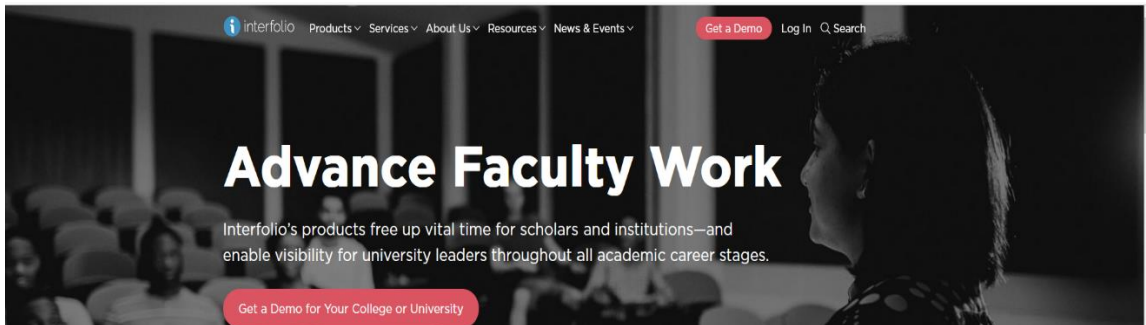 interfolio Products Services About Us Resources News & Events Get a Demo Log In Search
Advance Faculty Work
Interfolio's products free up vital time for scholars and institutions—and
enable visibility for university leaders throughout all academic career stages.
Get a Demo for Your College or University